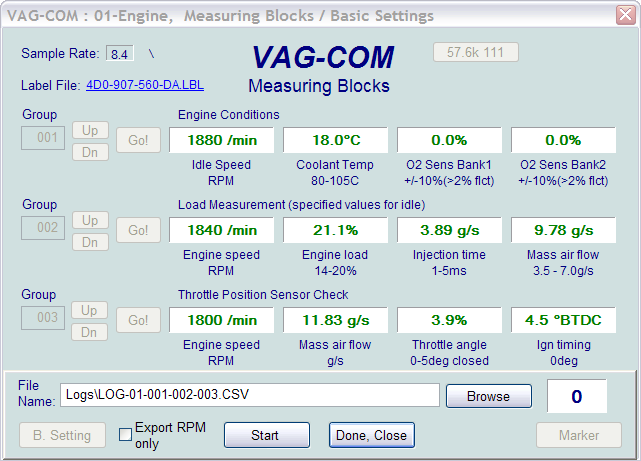 VAG-COM : 01-Engine, Measuring Blocks / Basic Settings
Sample Rate: 8.4 \
VAG-COM
57.6k 111
Label File: 4D0-907-560-DA.LBL
Measuring Blocks
Group
Engine Conditions
001 Up Dn Go! 1880 /min 18.0°C 0.0% 0.0%
Idle Speed Coolant Temp O2 Sens Bank1 O2 Sens Bank2
RPM 80-105C +/-10%(>2% flct) +/-10%(>2% flct)
Group
Load Measurement (specified values for idle)
002 Up Dn Go! 1840 /min 21.1% 3.89 g/s 9.78 g/s
Engine speed Engine load Injection time Mass air flow
RPM 14-20% 1-5ms 3.5 - 7.0g/s
Group
Throttle Position Sensor Check
003 Up Dn Go! 1800 /min 11.83 g/s 3.9% 4.5 °BTDC
Engine speed Mass air flow Throttle angle Ign timing
RPM g/s 0-5deg closed 0deg
File
Name: Logs\LOG-01-001-002-003.CSV Browse 0
B. Setting Export RPM
only Start Done, Close Marker